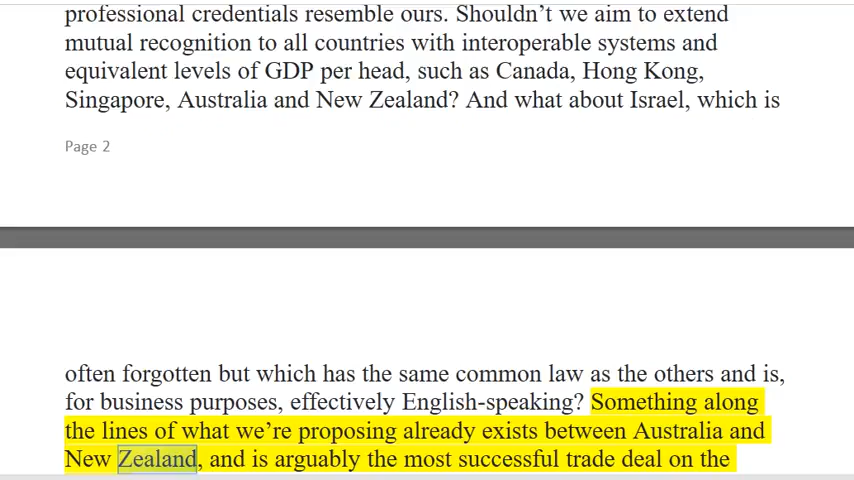 professional credentials resemble ours. Shouldn’t we aim to extend
mutual recognition to all countries with interoperable systems and
equivalent levels of GDP per head, such as Canada, Hong Kong,
Singapore, Australia and New Zealand? And what about Israel, which is
Page 2
often forgotten but which has the same common law as the others and is,
for business purposes, effectively English-speaking? Something along
the lines of what we’re proposing already exists between Australia and
New Zealand, and is arguably the most successful trade deal on the